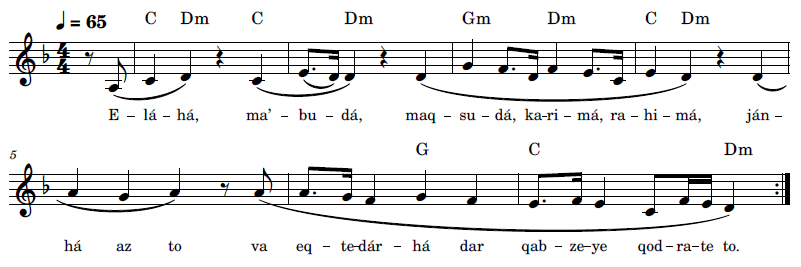 ♩ = 65
C Dm C Dm Gm Dm C Dm
E – lá – há, ma’ – bu – dá, maq – su – dá, ka – ri – má, ra – hi – má, ján –
5
G C Dm
há az to va eq – te – dár – há dar qab – ze – ye qod – ra – te to.